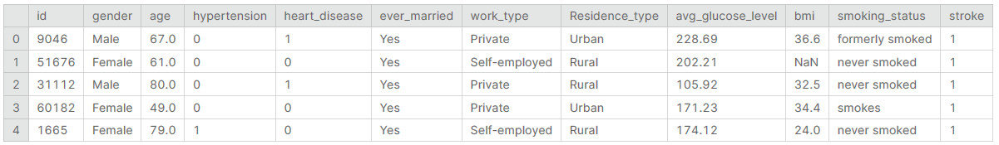 id gender age hypertension heart_disease ever_married work_type Residence_type avg_glucose_level bmi smoking_status stroke
0 9046 Male 67.0 0 1 Yes Private Urban 228.69 36.6 formerly smoked 1
1 51676 Female 61.0 0 0 Yes Self-employed Rural 202.21 NaN never smoked 1
2 31112 Male 80.0 0 1 Yes Private Rural 105.92 32.5 never smoked 1
3 60182 Female 49.0 0 0 Yes Private Urban 171.23 34.4 smokes 1
4 1665 Female 79.0 1 0 Yes Self-employed Rural 174.12 24.0 never smoked 1